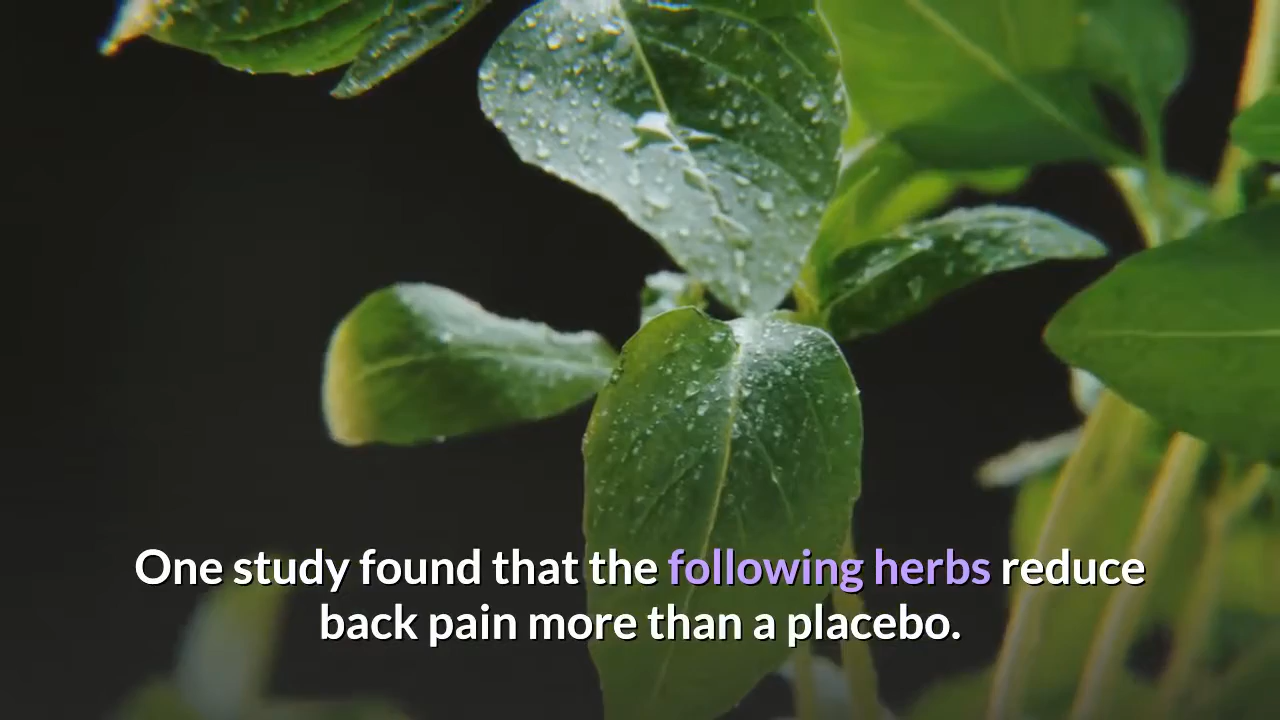 One study found that the following herbs reduce
back pain more than a placebo.